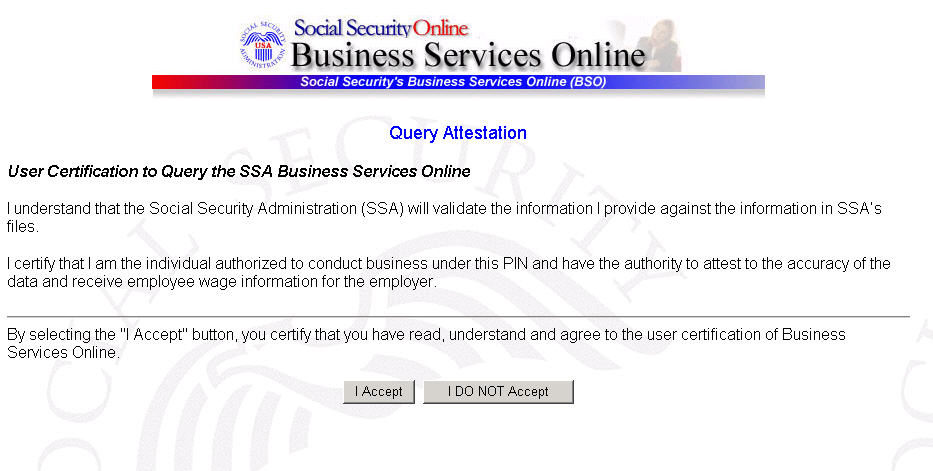 SOCIAL SECURITY ADMINISTRATION
USA
Social Security Online
Business Services Online
Social Security's Business Services Online (BSO)
Query Attestation
User Certification to Query the SSA Business Services Online
I understand that the Social Security Administration (SSA) will validate the information I provide against the information in SSA's
files.
I certify that I am the individual authorized to conduct business under this PIN and have the authority to attest to the accuracy of the
data and receive employee wage information for the employer.
By selecting the "I Accept" button, you certify that you have read, understand and agree to the user certification of Business
Services Online.
I Accept I DO NOT Accept
OCIAL SECURITY